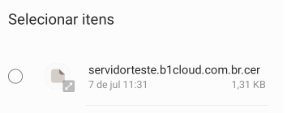 Selecionar itens
servidorteste.b1cloud.com.br.cer
7 de jul 11:31 1,31 KB